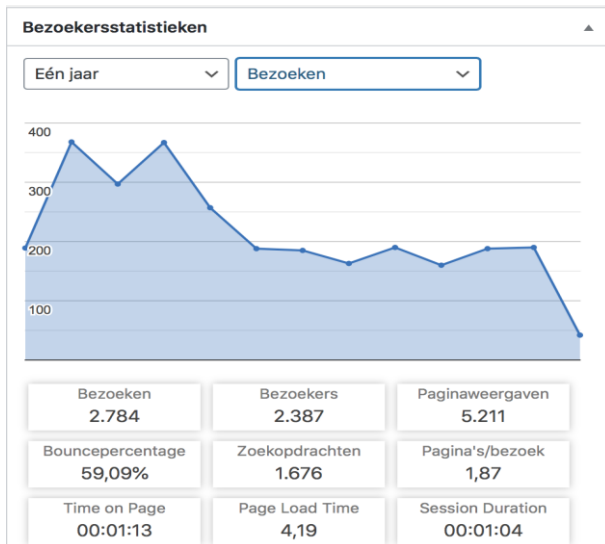 Bezoekersstatistieken
Eén jaar
Bezoeken
400
300
200
100
Bezoeken Bezoekers Paginaweergaven
2.784 2.387 5.211
Bouncepercentage Zoekopdrachten Pagina's/bezoek
59,09% 1.676 1,87
Time on Page Page Load Time Session Duration
00:01:13 4,19 00:01:04